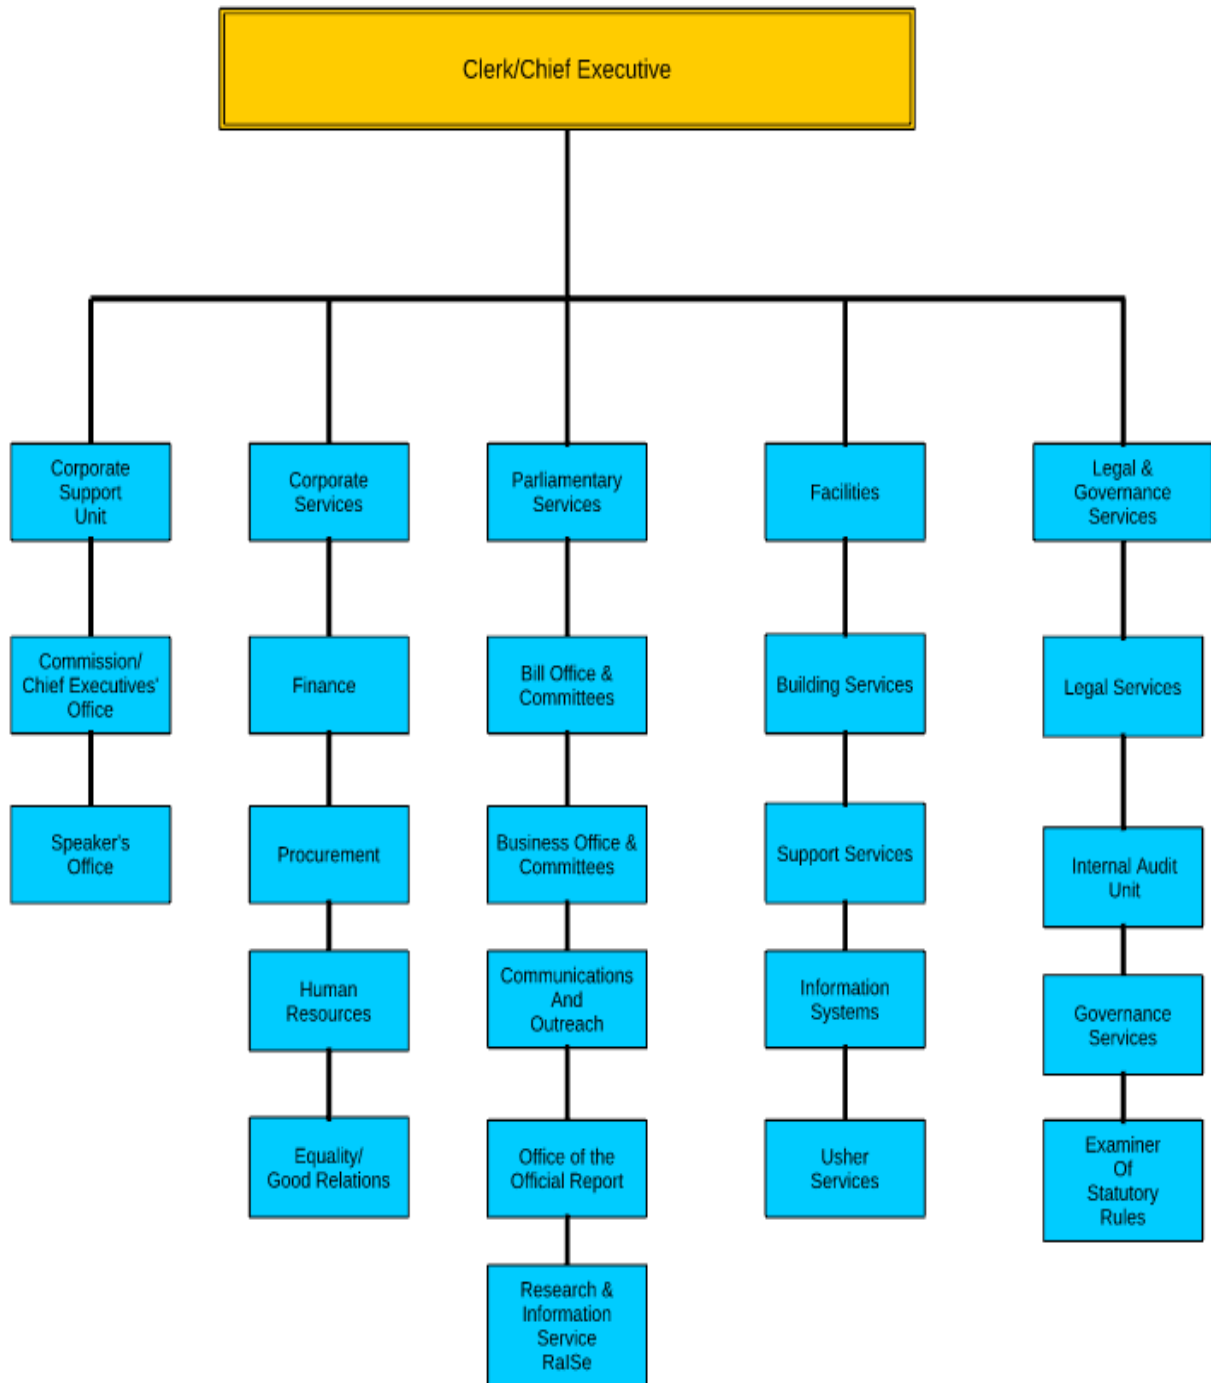 Clerk/Chief Executive
Corporate
Support
Unit
Corporate
Services
Parliamentary
Services
Facilities
Legal &
Governance
Services
Commission/
Chief Executives'
Office
Finance
Bill Office &
Committees
Building Services
Legal Services
Speaker's
Office
Procurement
Business Office &
Committees
Support Services
Internal Audit
Unit
Human
Resources
Communications
And
Outreach
Information
Systems
Governance
Services
Equality/
Good Relations
Office of the
Official Report
Usher
Services
Examiner
Of
Statutory
Rules
Research &
Information
Service
RaISe